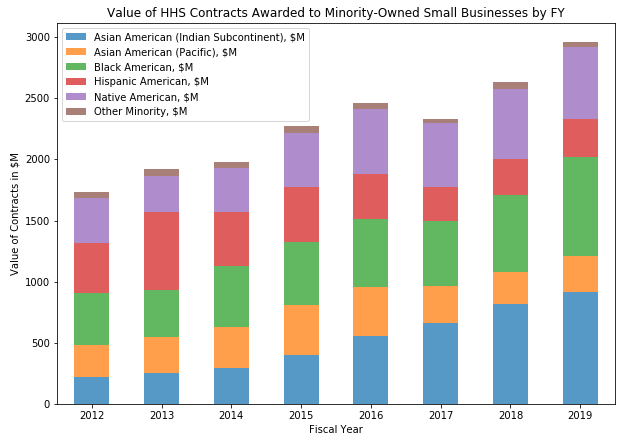 Value of HHS Contracts Awarded to Minority-Owned Small Businesses by FY
Asian American (Indian Subcontinent), $M
Asian American (Pacific), $M
Black American, $M
Hispanic American, $M
Native American, $M
Other Minority, $M
Value of Contracts in $M
3000
2500
2000
1500
1000
500
0
2012 2013 2014 2015 2016 2017 2018 2019
Fiscal Year